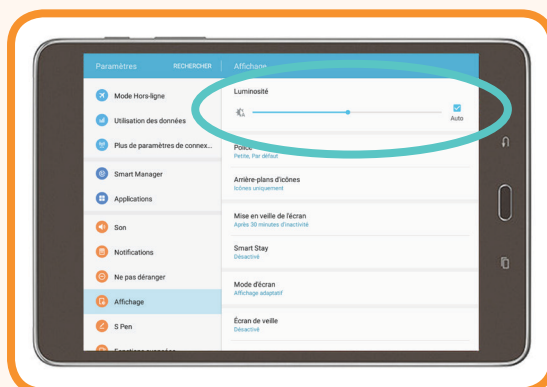 Paramètres
RECHERCHER
Affichage
Mode Hors-ligne
Utilisation des données
Plus de paramètres de connex...
Smart Manager
Applications
Son
Notifications
Ne pas déranger
Affichage
S Pen
Fonctions avancées
Luminosité
Auto
Police
Petite, Par défaut
Arrière-plans d'icônes
Icônes uniquement
Mise en veille de l'écran
Après 30 minutes d'inactivité
Smart Stay
Désactivé
Mode d'écran
Affichage adaptatif
Écran de veille
Désactivé